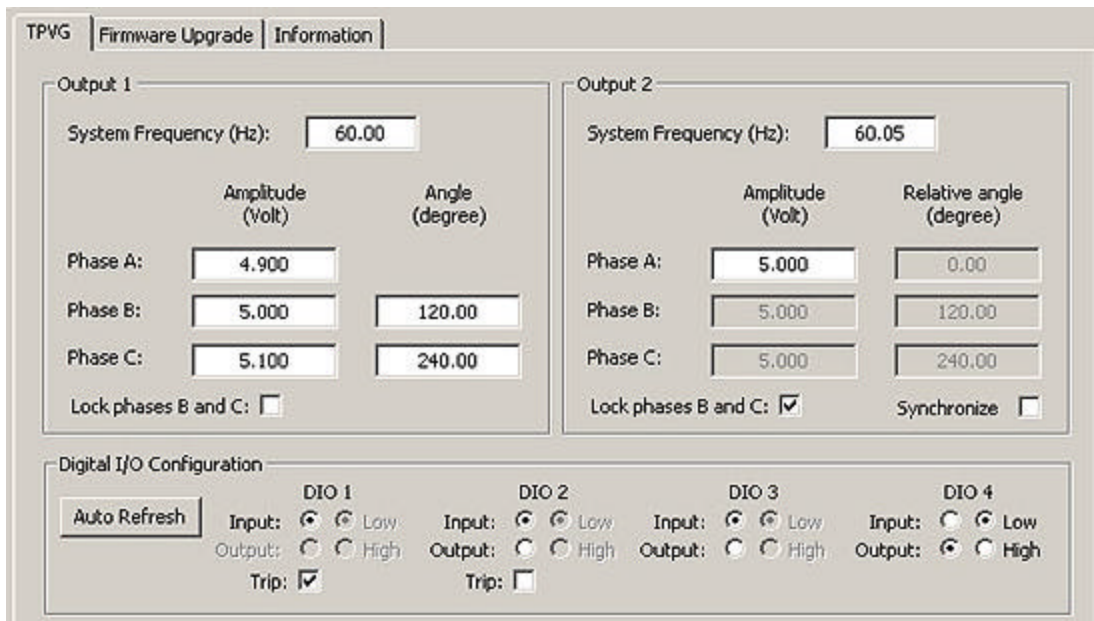 TPVG Firmware Upgrade Information
Output 1
System Frequency (Hz): 60.00
Amplitude (Volt) Angle (degree)
Phase A: 4.900
Phase B: 5.000 120.00
Phase C: 5.100 240.00
Lock phases B and C:
Output 2
System Frequency (Hz): 60.05
Amplitude (Volt) Relative angle (degree)
Phase A: 5.000 0.00
Phase B: 5.000 120.00
Phase C: 5.000 240.00
Lock phases B and C: Synchronize
Digital I/O Configuration
DIO 1 DIO 2 DIO 3 DIO 4
Auto Refresh Input: Low Input: Low Input: Low Input: Low
Output: High Output: High Output: High Output: High
Trip: Trip: